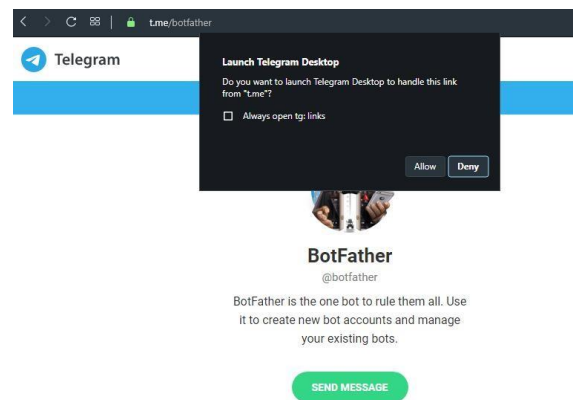 t.me/botfather
Telegram
Launch Telegram Desktop
Do you want to launch Telegram Desktop to handle this link
from "t.me"?
Always open tg: links
Allow Deny
BotFather
@botfather
BotFather is the one bot to rule them all. Use
it to create new bot accounts and manage
your existing bots.
SEND MESSAGE